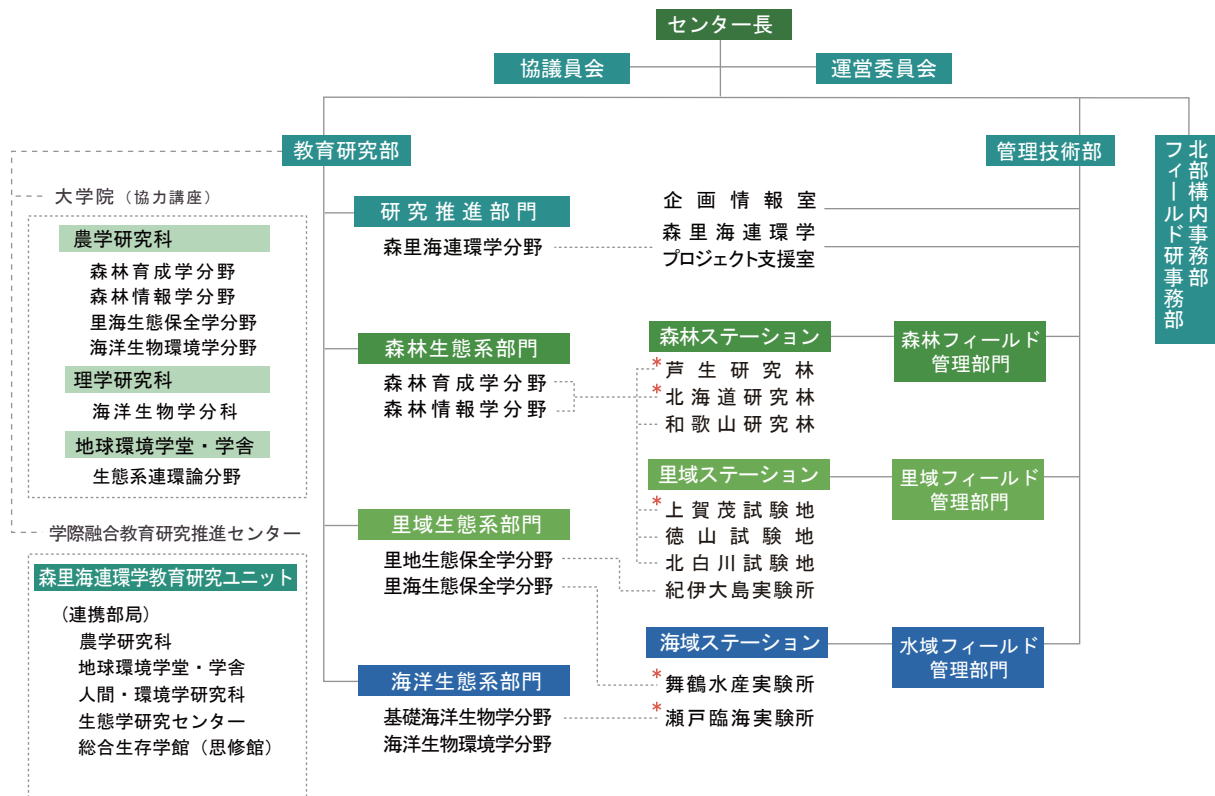 センター長
協議員会
運営委員会
教育研究部
管理技術部
北部構内事務部
フィールド研事務部
大学院（協力講座）
農学研究科
森林育成学分野
森林情報学分野
里海生態保全学分野
海洋生物環境学分野
理学研究科
海洋生物学分科
地球環境学堂・学舎
生態系連環論分野
学際融合教育研究推進センター
森里海連環学教育研究ユニット
（連携部局）
農学研究科
地球環境学堂・学舎
人間・環境学研究科
生態学研究センター
総合生存学館（思修館）
研究推進部門
森里海連環学分野
森林生態系部門
森林育成学分野
森林情報学分野
里域生態系部門
里地生態保全学分野
里海生態保全学分野
海洋生態系部門
基礎海洋生物学分野
海洋生物環境学分野
企画情報室
森里海連環学
プロジェクト支援室
森林ステーション
*芦生研究林
*北海道研究林
和歌山研究林
里域ステーション
*上賀茂試験地
徳山試験地
北白川試験地
紀伊大島実験所
海域ステーション
*舞鶴水産実験所
*瀬戸臨海実験所
森林フィールド
管理部門
里域フィールド
管理部門
水域フィールド
管理部門